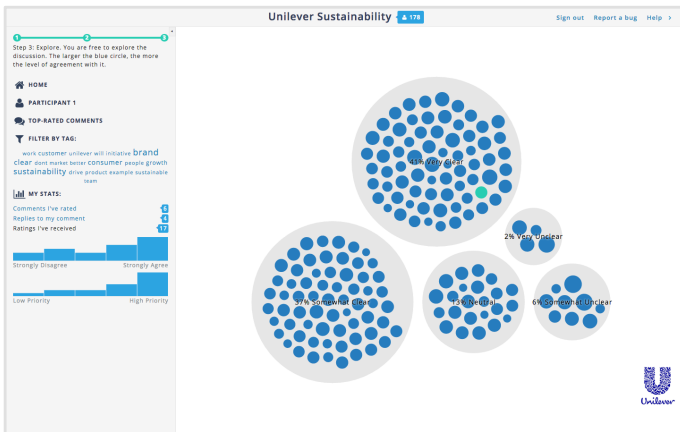 Unilever Sustainability 178
Sign out Report a bug Help >
1 2 3
Step 3: Explore. You are free to explore the
discussion. The larger the blue circle, the more
the level of agreement with it.
HOME
PARTICIPANT 1
TOP-RATED COMMENTS
FILTER BY TAG:
work customer unilever will initiative brand
clear dont market better consumer people growth
sustainability drive product example sustainable
team
MY STATS:
Comments I've rated 5
Replies to my comment 4
Ratings I've received 17
Strongly Disagree Strongly Agree
Low Priority High Priority
41% Very Clear
2% Very Unclear
37% Somewhat Clear
13% Neutral
6% Somewhat Unclear
Unilever